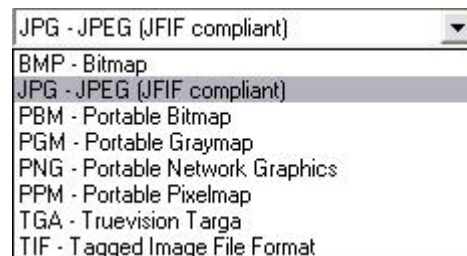 JPG - JPEG (JFIF compliant)
BMP - Bitmap
JPG - JPEG (JFIF compliant)
PBM - Portable Bitmap
PGM - Portable Graymap
PNG - Portable Network Graphics
PPM - Portable Pixelmap
TGA - Truevision Targa
TIF - Tagged Image File Format